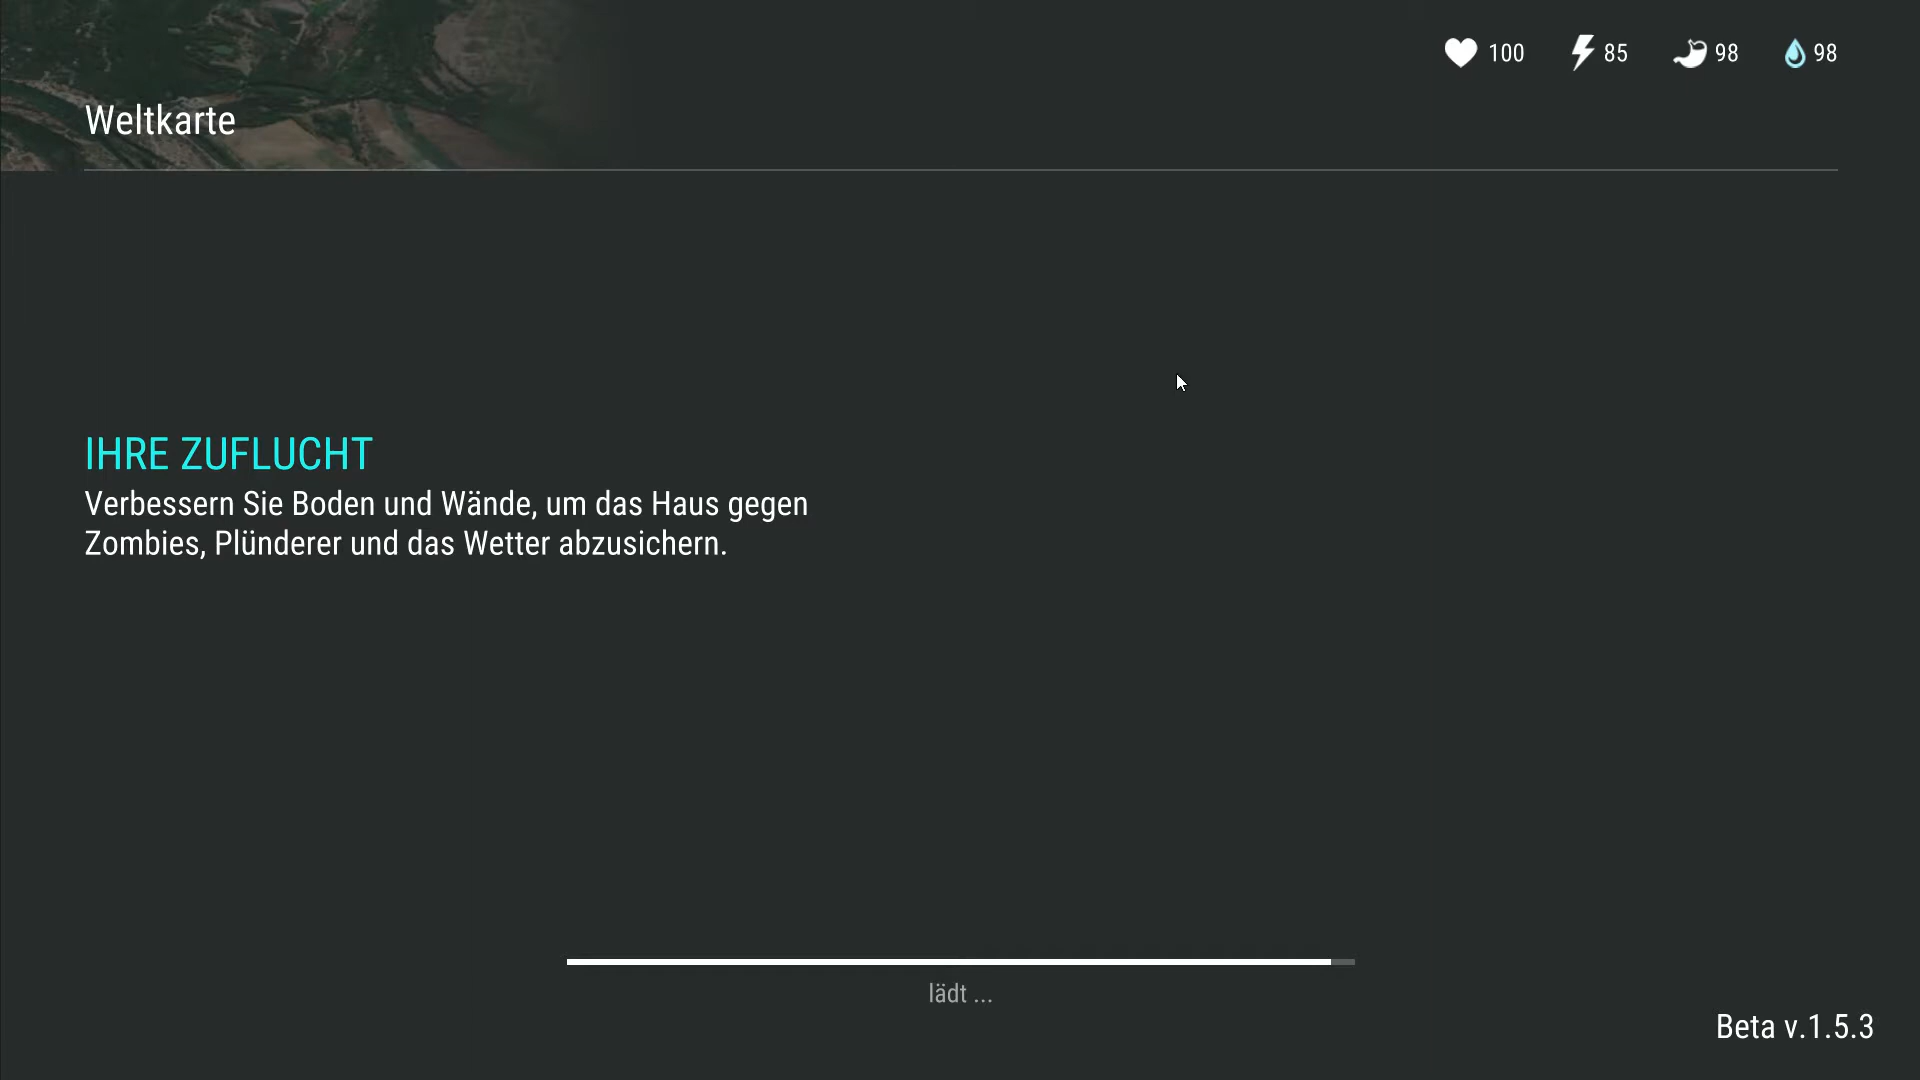 100 85 98 98
Weltkarte
IHRE ZUFLUCHT
Verbessern Sie Boden und Wände, um das Haus gegen
Zombies, Plünderer und das Wetter abzusichern.
lädt ...
Beta v.1.5.3